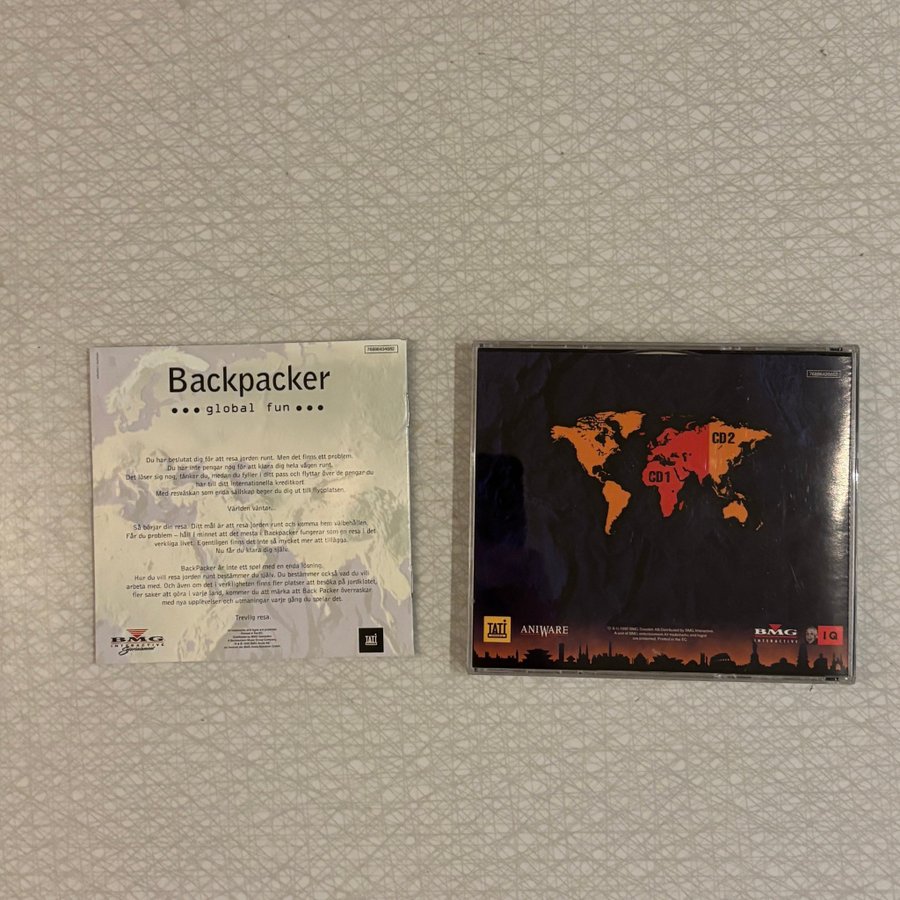 Backpacker
•••global fun•••
Du har beslutat dig för att resa jorden runt. Men det finns ett problem.
Du har inte pengar nog för att klara dig hela vägen runt.
Det löser sig nog, tänker du, medan du fyller i ditt pass och flyttar över de pengar du
har till ditt internationella kreditkort.
Med resväskan som enda sällskap beger du dig ut till flygplatsen.
Världen väntar...
Så börjar din resa. Ditt mål är att resa jorden runt och komma hem välbehållen.
Får du problem – håll i minnet att det mesta i Backpacker fungerar som en resa i det
verkliga livet. Egentligen finns det inte så mycket mer att tillägga.
Nu får du klara dig själv.
BackPacker är inte ett spel med en enda lösning.
Hur du vill resa jorden runt bestämmer du själv. Du bestämmer också vad du vill
arbeta med. Och även om det i verkligheten finns fler platser att besöka på jordklotet,
fler saker att göra i varje land, kommer du att märka att Back Packer överraskar
med nya upplevelser och utmaningar varje gång du spelar det.
Trevlig resa.
BMG
INTERACTIVE
TATI
CD2
CD1
TATI
ANIWARE
BMG
INTERACTIVE
IQ